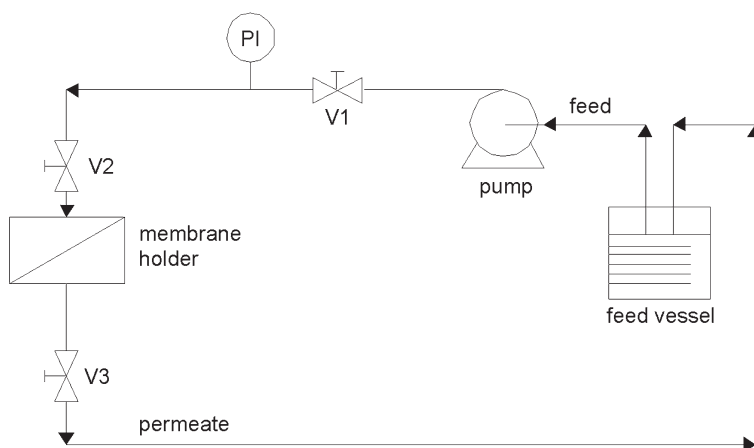 PI
V1
feed
pump
V2
membrane
holder
feed vessel
V3
permeate